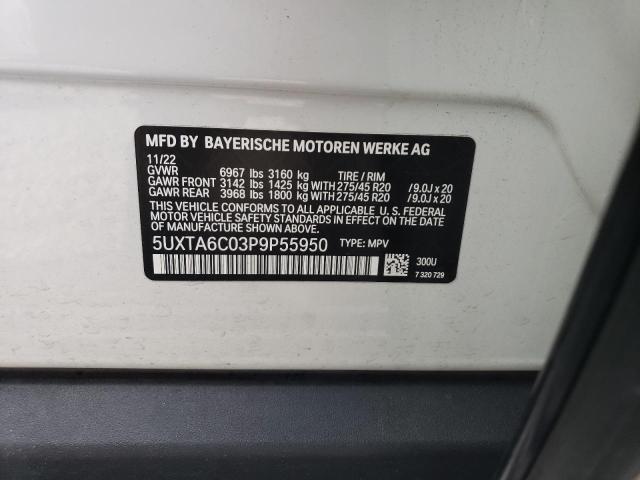 MFD BY BAYERISCHE MOTOREN WERKE AG
11/22
GVWR 6967 lbs 3160 kg TIRE / RIM
GAWR FRONT 3142 lbs 1425 kg WITH 275/45 R20 /9.0J x 20
GAWR REAR 3968 lbs 1800 kg WITH 275/45 R20 /9.0J x 20
THIS VEHICLE CONFORMS TO ALL APPLICABLE U. S. FEDERAL
MOTOR VEHICLE SAFETY STANDARDS IN EFFECT ON THE
DATE OF MANUFACTURE SHOWN ABOVE.
5UXTA6C03P9P55950 TYPE: MPV
300U
7 320 729